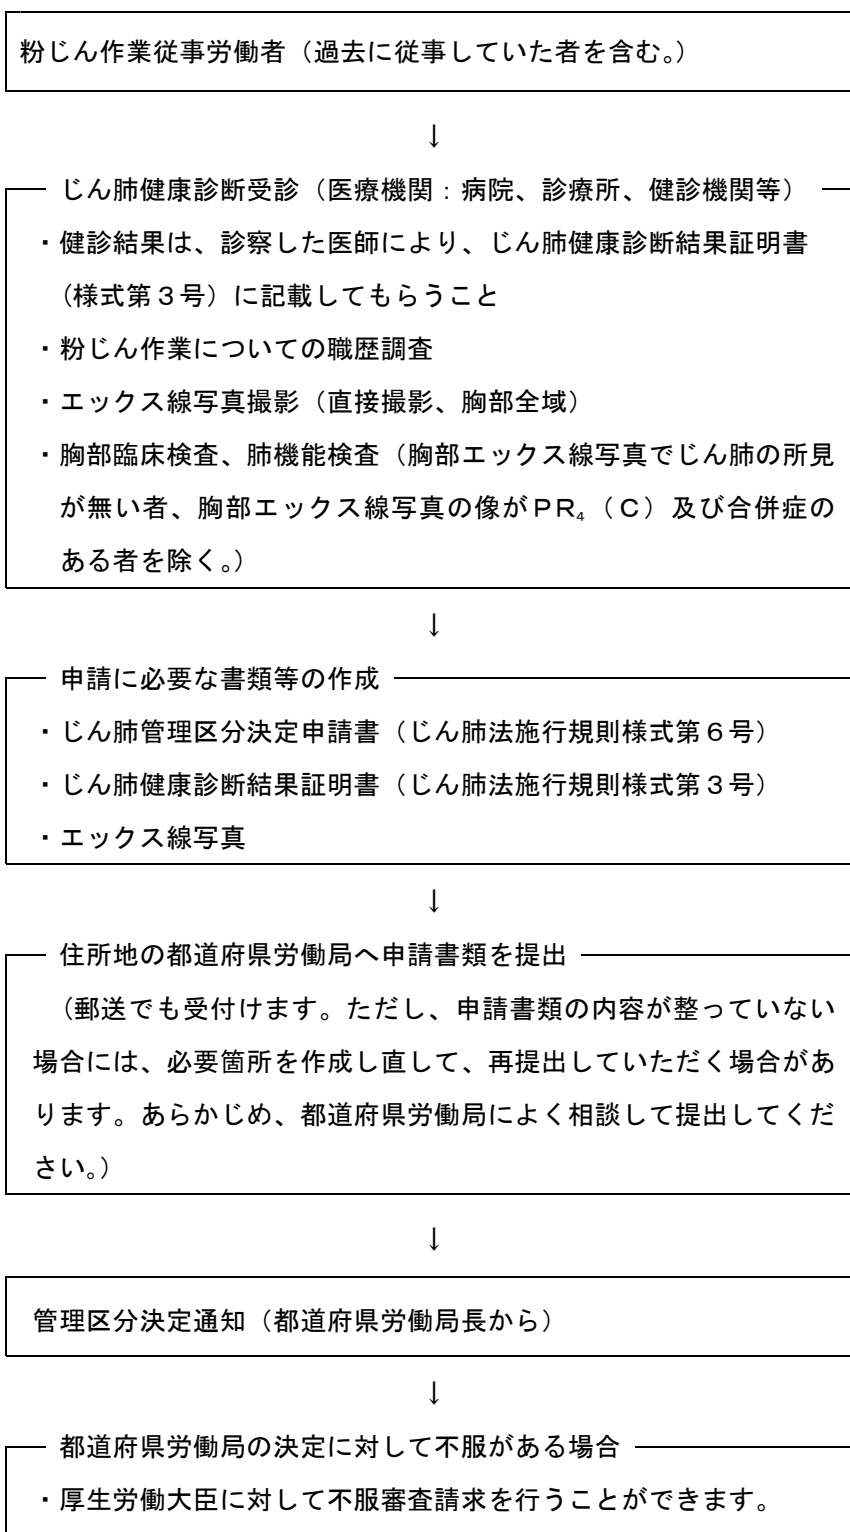 粉じん作業従事労働者（過去に従事していた者を含む。）
↓
じん肺健康診断受診（医療機関：病院、診療所、健診機関等）
・健診結果は、診察した医師により、じん肺健康診断結果証明書
（様式第３号）に記載してもらうこと
・粉じん作業についての職歴調査
・エックス線写真撮影（直接撮影、胸部全域）
・胸部臨床検査、肺機能検査（胸部エックス線写真でじん肺の所見
が無い者、胸部エックス線写真の像がＰＲ₄（Ｃ）及び合併症の
ある者を除く。）
↓
申請に必要な書類等の作成
・じん肺管理区分決定申請書（じん肺法施行規則様式第６号）
・じん肺健康診断結果証明書（じん肺法施行規則様式第３号）
・エックス線写真
↓
住所地の都道府県労働局へ申請書類を提出
（郵送でも受付けます。ただし、申請書類の内容が整っていない
場合には、必要箇所を作成し直して、再提出していただく場合があ
ります。あらかじめ、都道府県労働局によく相談して提出してくだ
さい。）
↓
管理区分決定通知（都道府県労働局長から）
↓
都道府県労働局の決定に対して不服がある場合
・厚生労働大臣に対して不服審査請求を行うことができます。